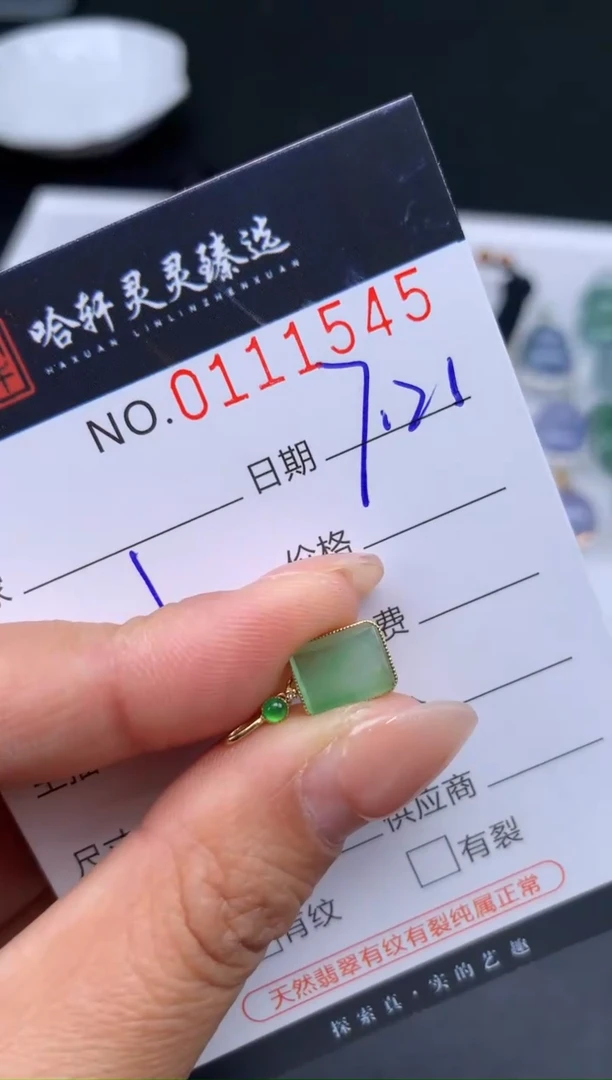 哈轩灵灵臻选
HAXUAN LINLINZHENXUAN
NO.0111545
日期 7.21
价格
费
尺寸
供应商
有裂
有纹
天然翡翠有纹有裂纯属正常
探索真·实的艺趣